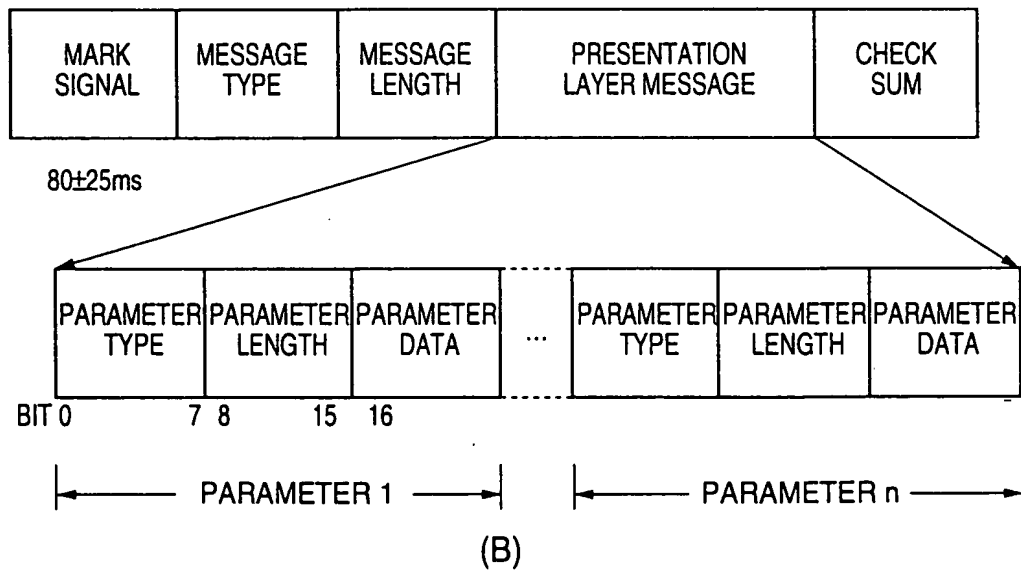 MARK SIGNAL
MESSAGE TYPE
MESSAGE LENGTH
PRESENTATION LAYER MESSAGE
CHECK SUM
80±25ms
PARAMETER TYPE
PARAMETER LENGTH
PARAMETER DATA
...
PARAMETER TYPE
PARAMETER LENGTH
PARAMETER DATA
BIT 0 7 8 15 16
PARAMETER 1
PARAMETER n
(B)